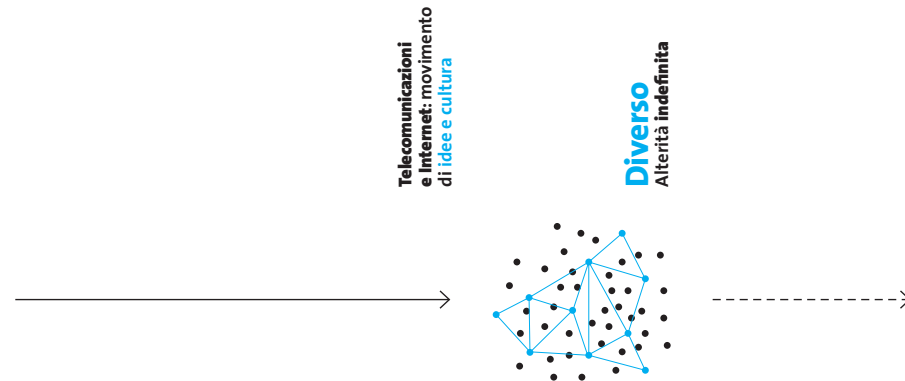 Telecomunicazioni
e Internet: movimento
di idee e cultura
Diverso
Alterità indefinita